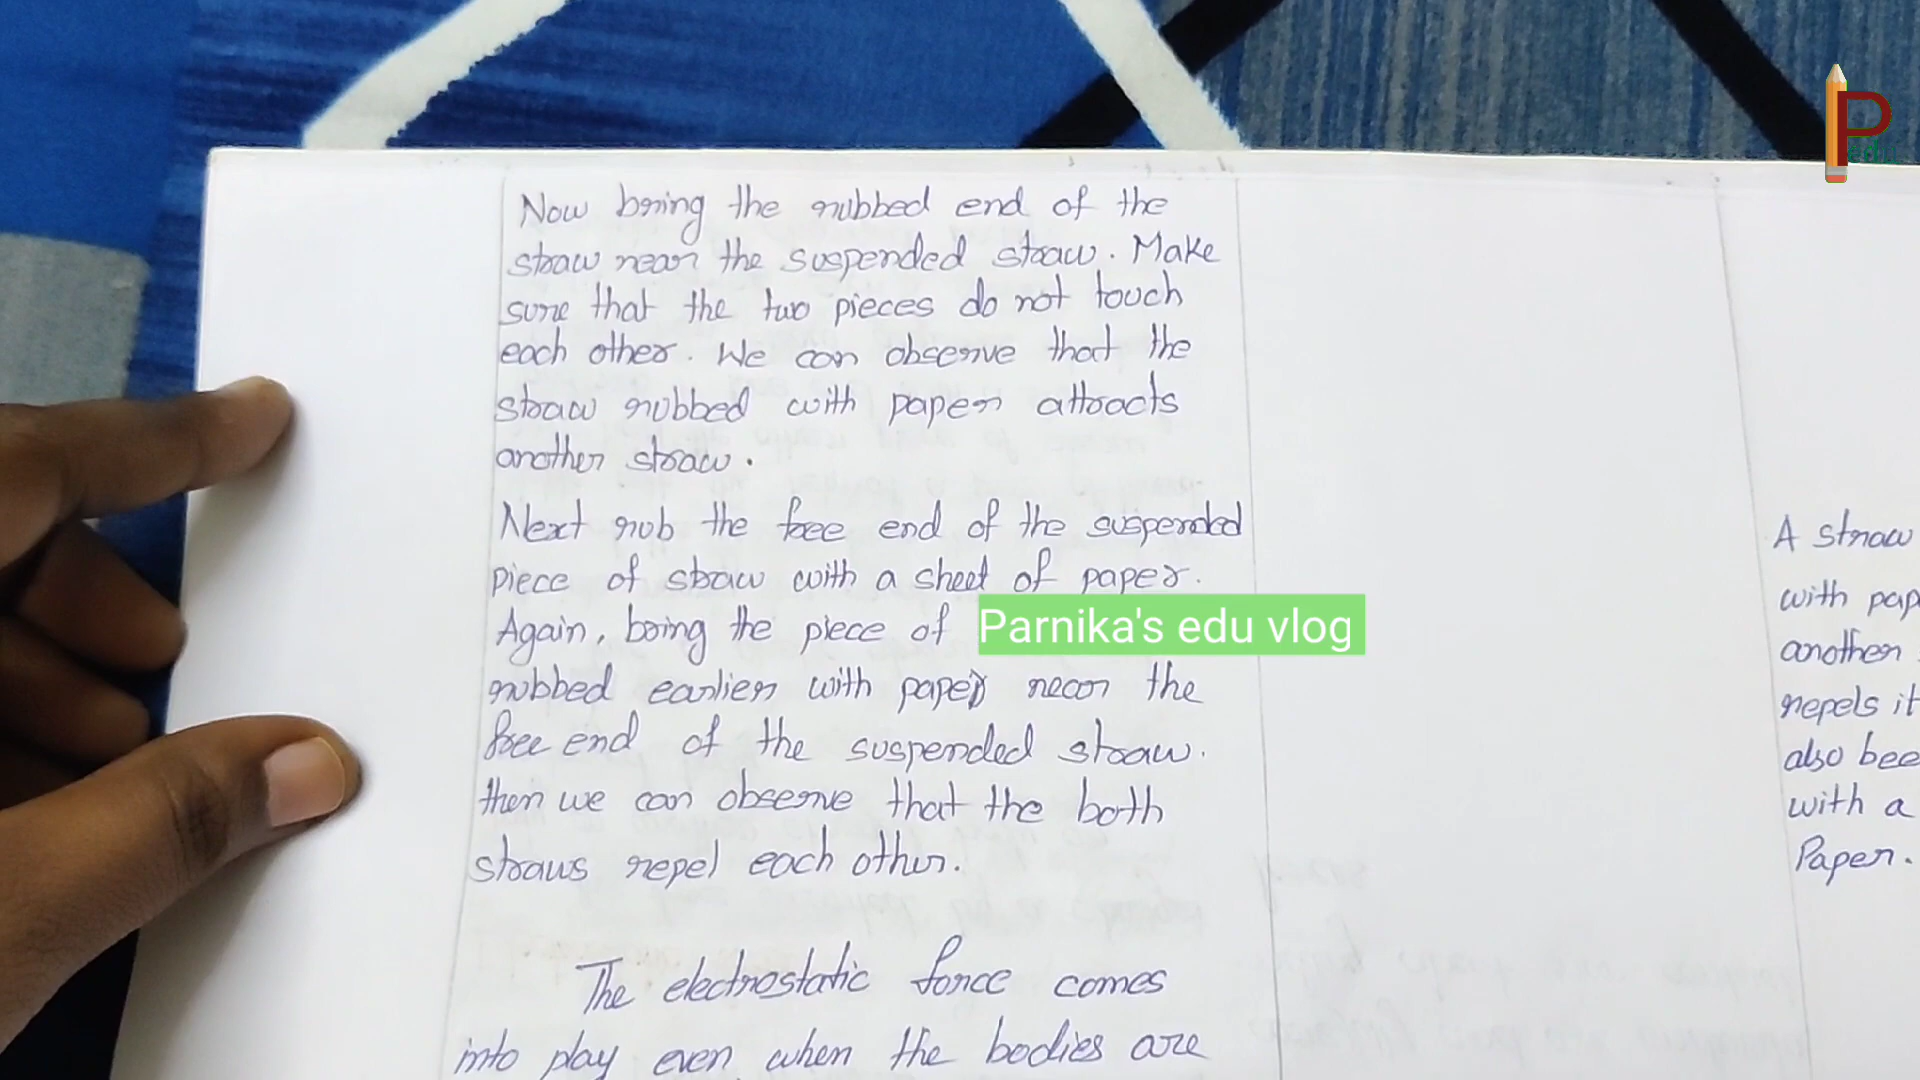 Now bring the rubbed end of the
straw near the suspended straw. Make
sure that the two pieces do not touch
each other. We can observe that the
straw rubbed with paper attracts
another straw.
Next rub the free end of the suspended
piece of straw with a sheet of paper.
Again, bring the piece of
Parnika's edu vlog
rubbed earlier with paper near the
free end of the suspended straw.
then we can observe that the both
straws repel each other.
The electrostatic force comes
into play even when the bodies are
A straw
with pap
another
repels it
also bee
with a
Paper.
P
edu